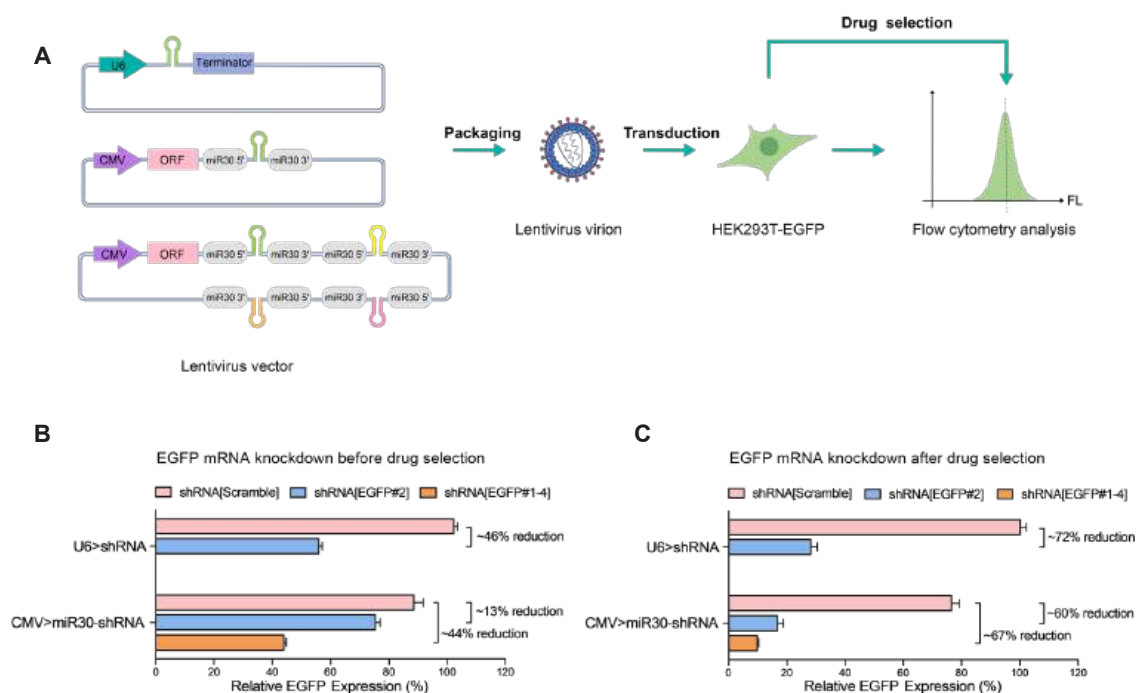 A
U6
Terminator
CMV
ORF
miR30 5'
miR30 3'
CMV
ORF
miR30 5'
miR30 3'
miR30 5'
miR30 3'
miR30 3'
miR30 5'
miR30 3'
miR30 5'
Lentivirus vector
Packaging
Lentivirus virion
Transduction
HEK293T-EGFP
Drug selection
FL
Flow cytometry analysis
B
EGFP mRNA knockdown before drug selection
shRNA[Scramble] shRNA[EGFP#2] shRNA[EGFP#1-4]
U6>shRNA
~46% reduction
CMV>miR30-shRNA
~13% reduction
~44% reduction
0 20 40 60 80 100 120
Relative EGFP Expression (%)
C
EGFP mRNA knockdown after drug selection
shRNA[Scramble] shRNA[EGFP#2] shRNA[EGFP#1-4]
U6>shRNA
~72% reduction
CMV>miR30-shRNA
~60% reduction
~67% reduction
0 20 40 60 80 100 120
Relative EGFP Expression (%)